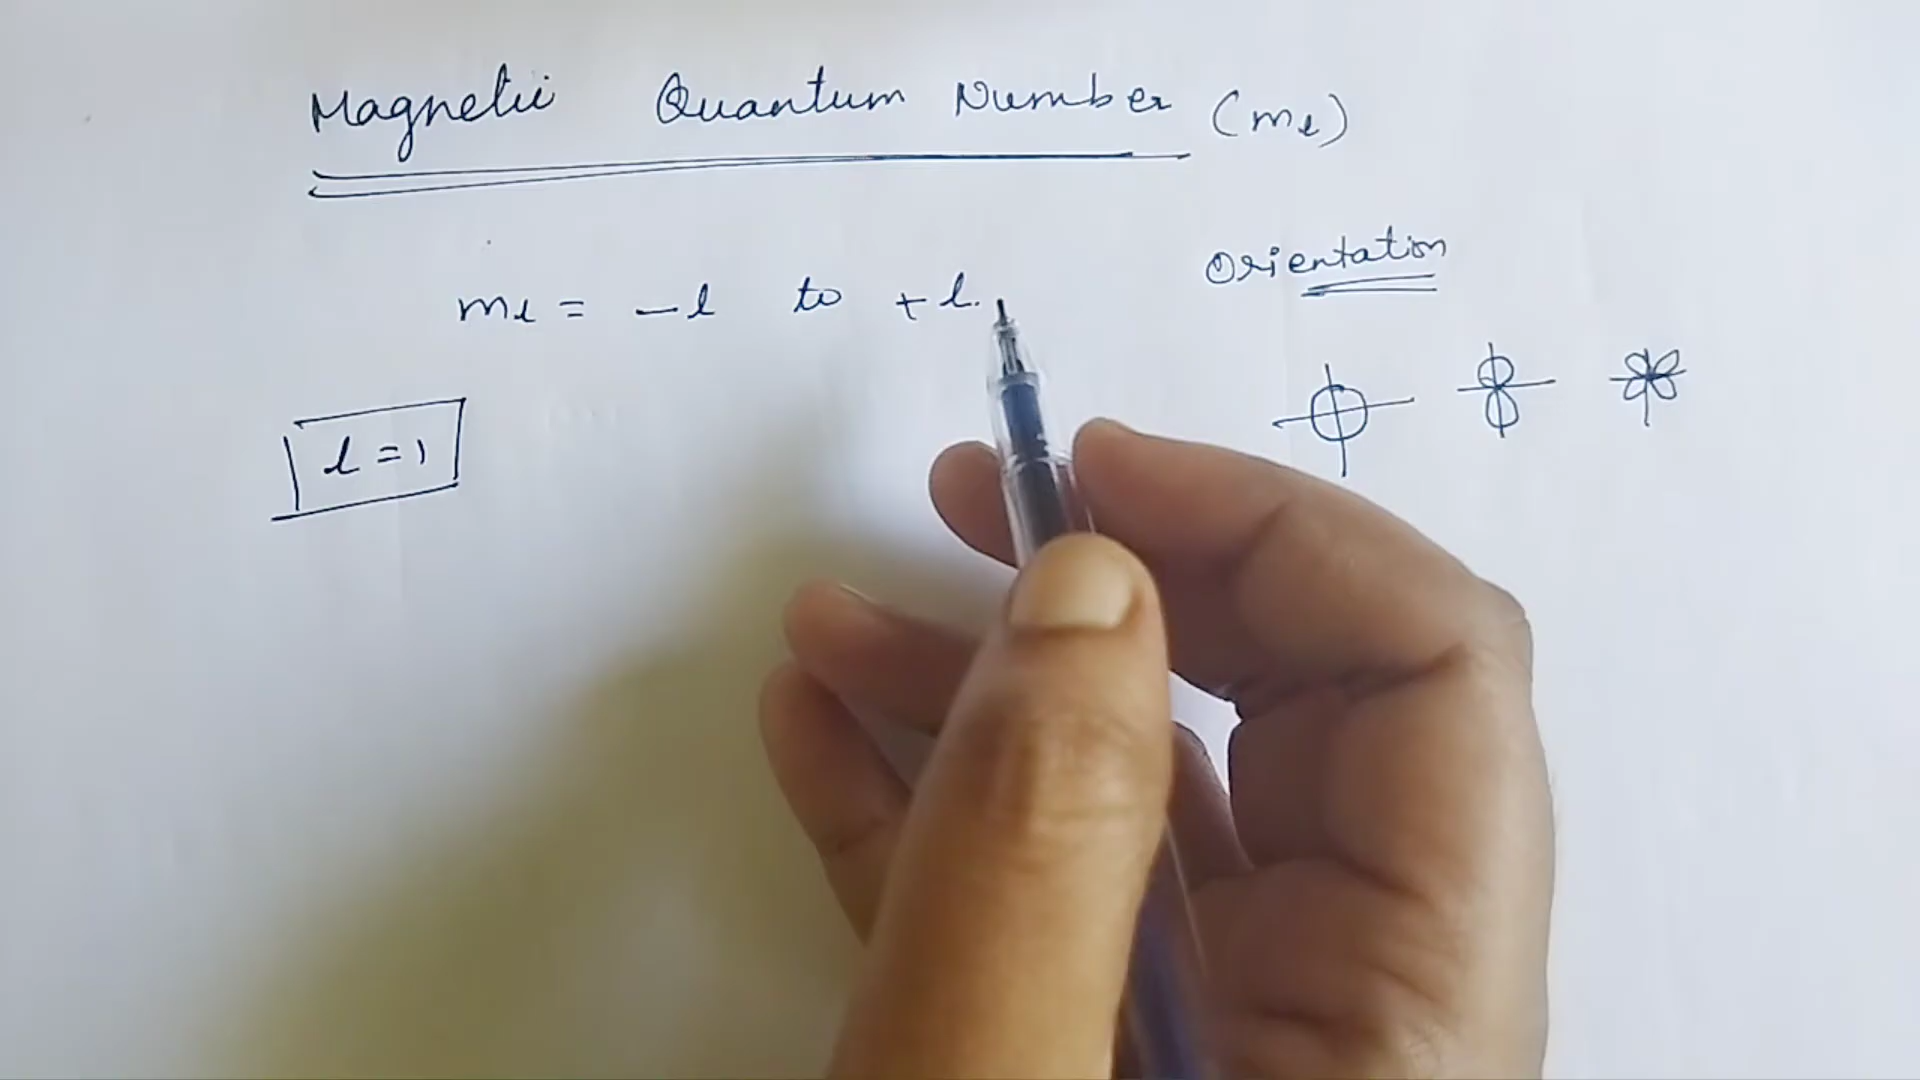 Magnetic Quantum Number (ml)
Orientation
ml = -l to +l.
l = 1